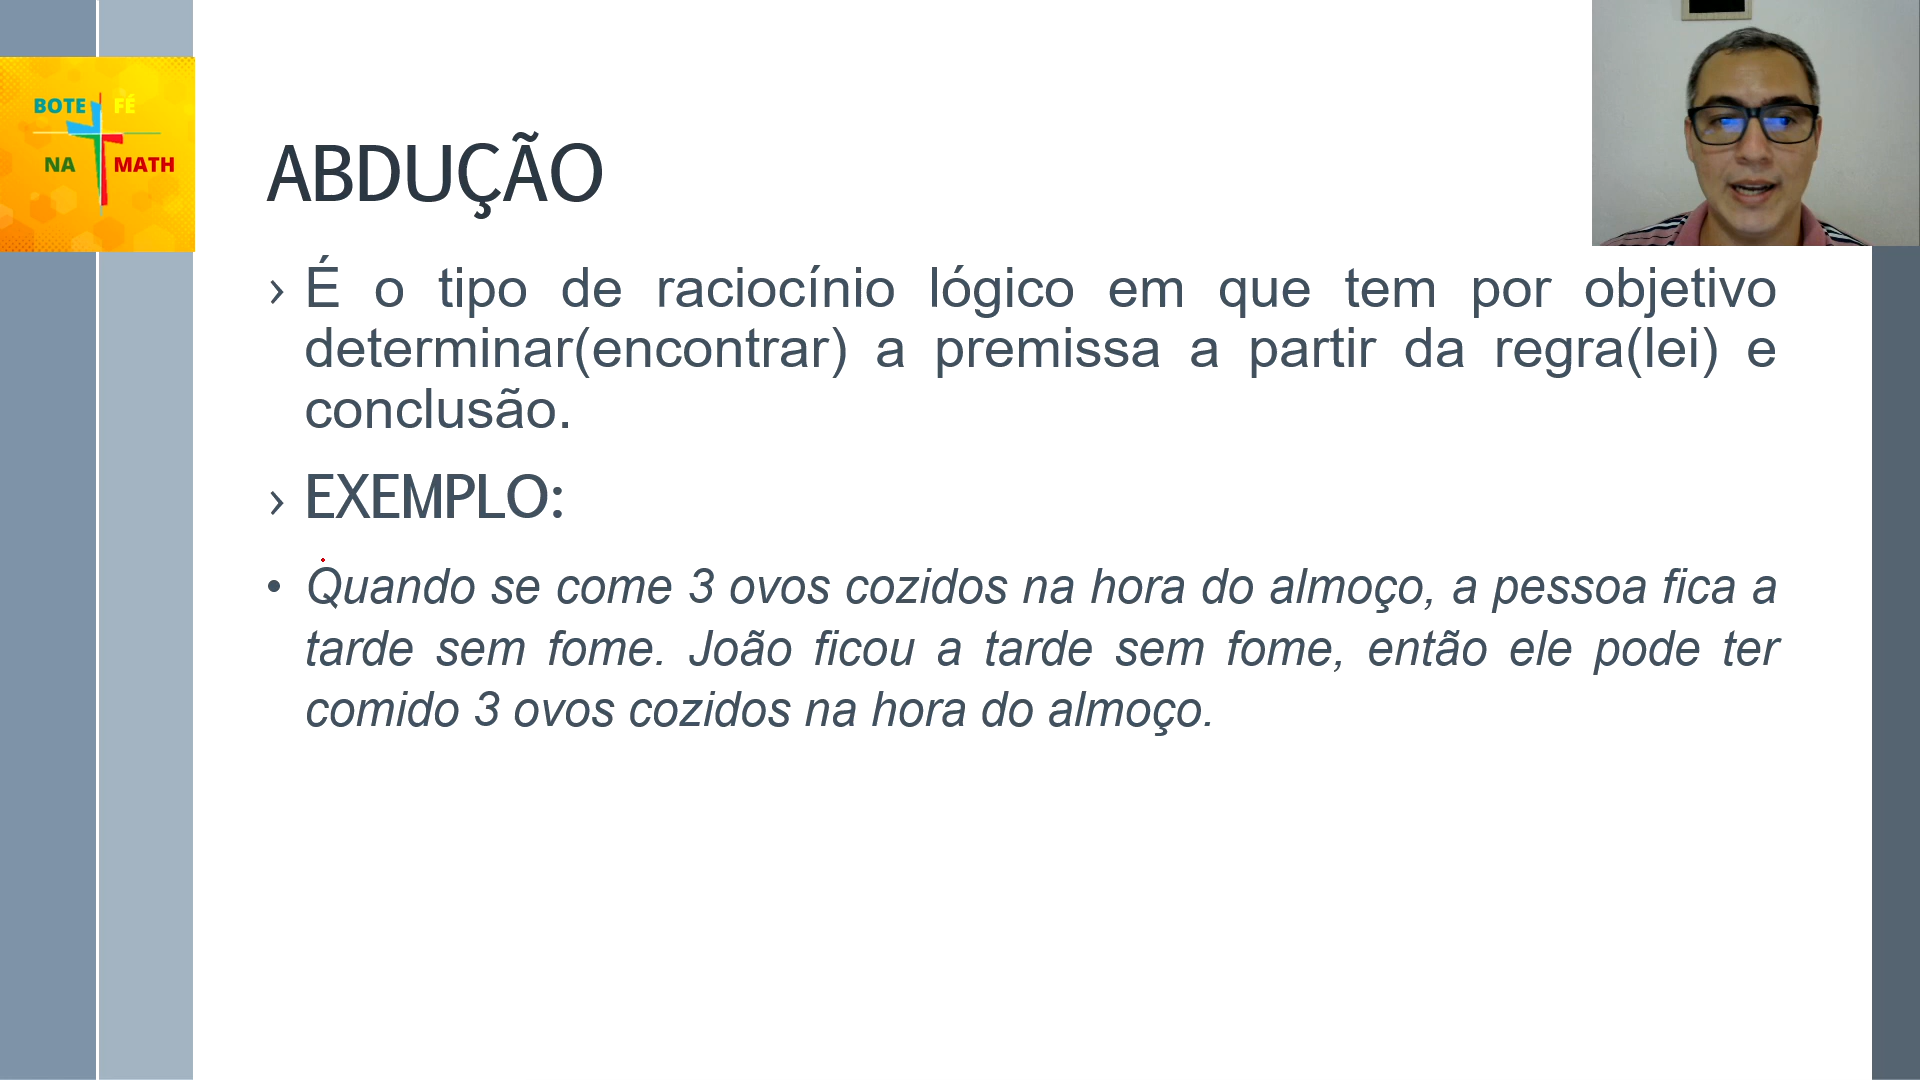 BOTE FÉ
NA MATH
ABDUÇÃO
› É o tipo de raciocínio lógico em que tem por objetivo
determinar(encontrar) a premissa a partir da regra(lei) e
conclusão.
› EXEMPLO:
• Quando se come 3 ovos cozidos na hora do almoço, a pessoa fica a
tarde sem fome. João ficou a tarde sem fome, então ele pode ter
comido 3 ovos cozidos na hora do almoço.